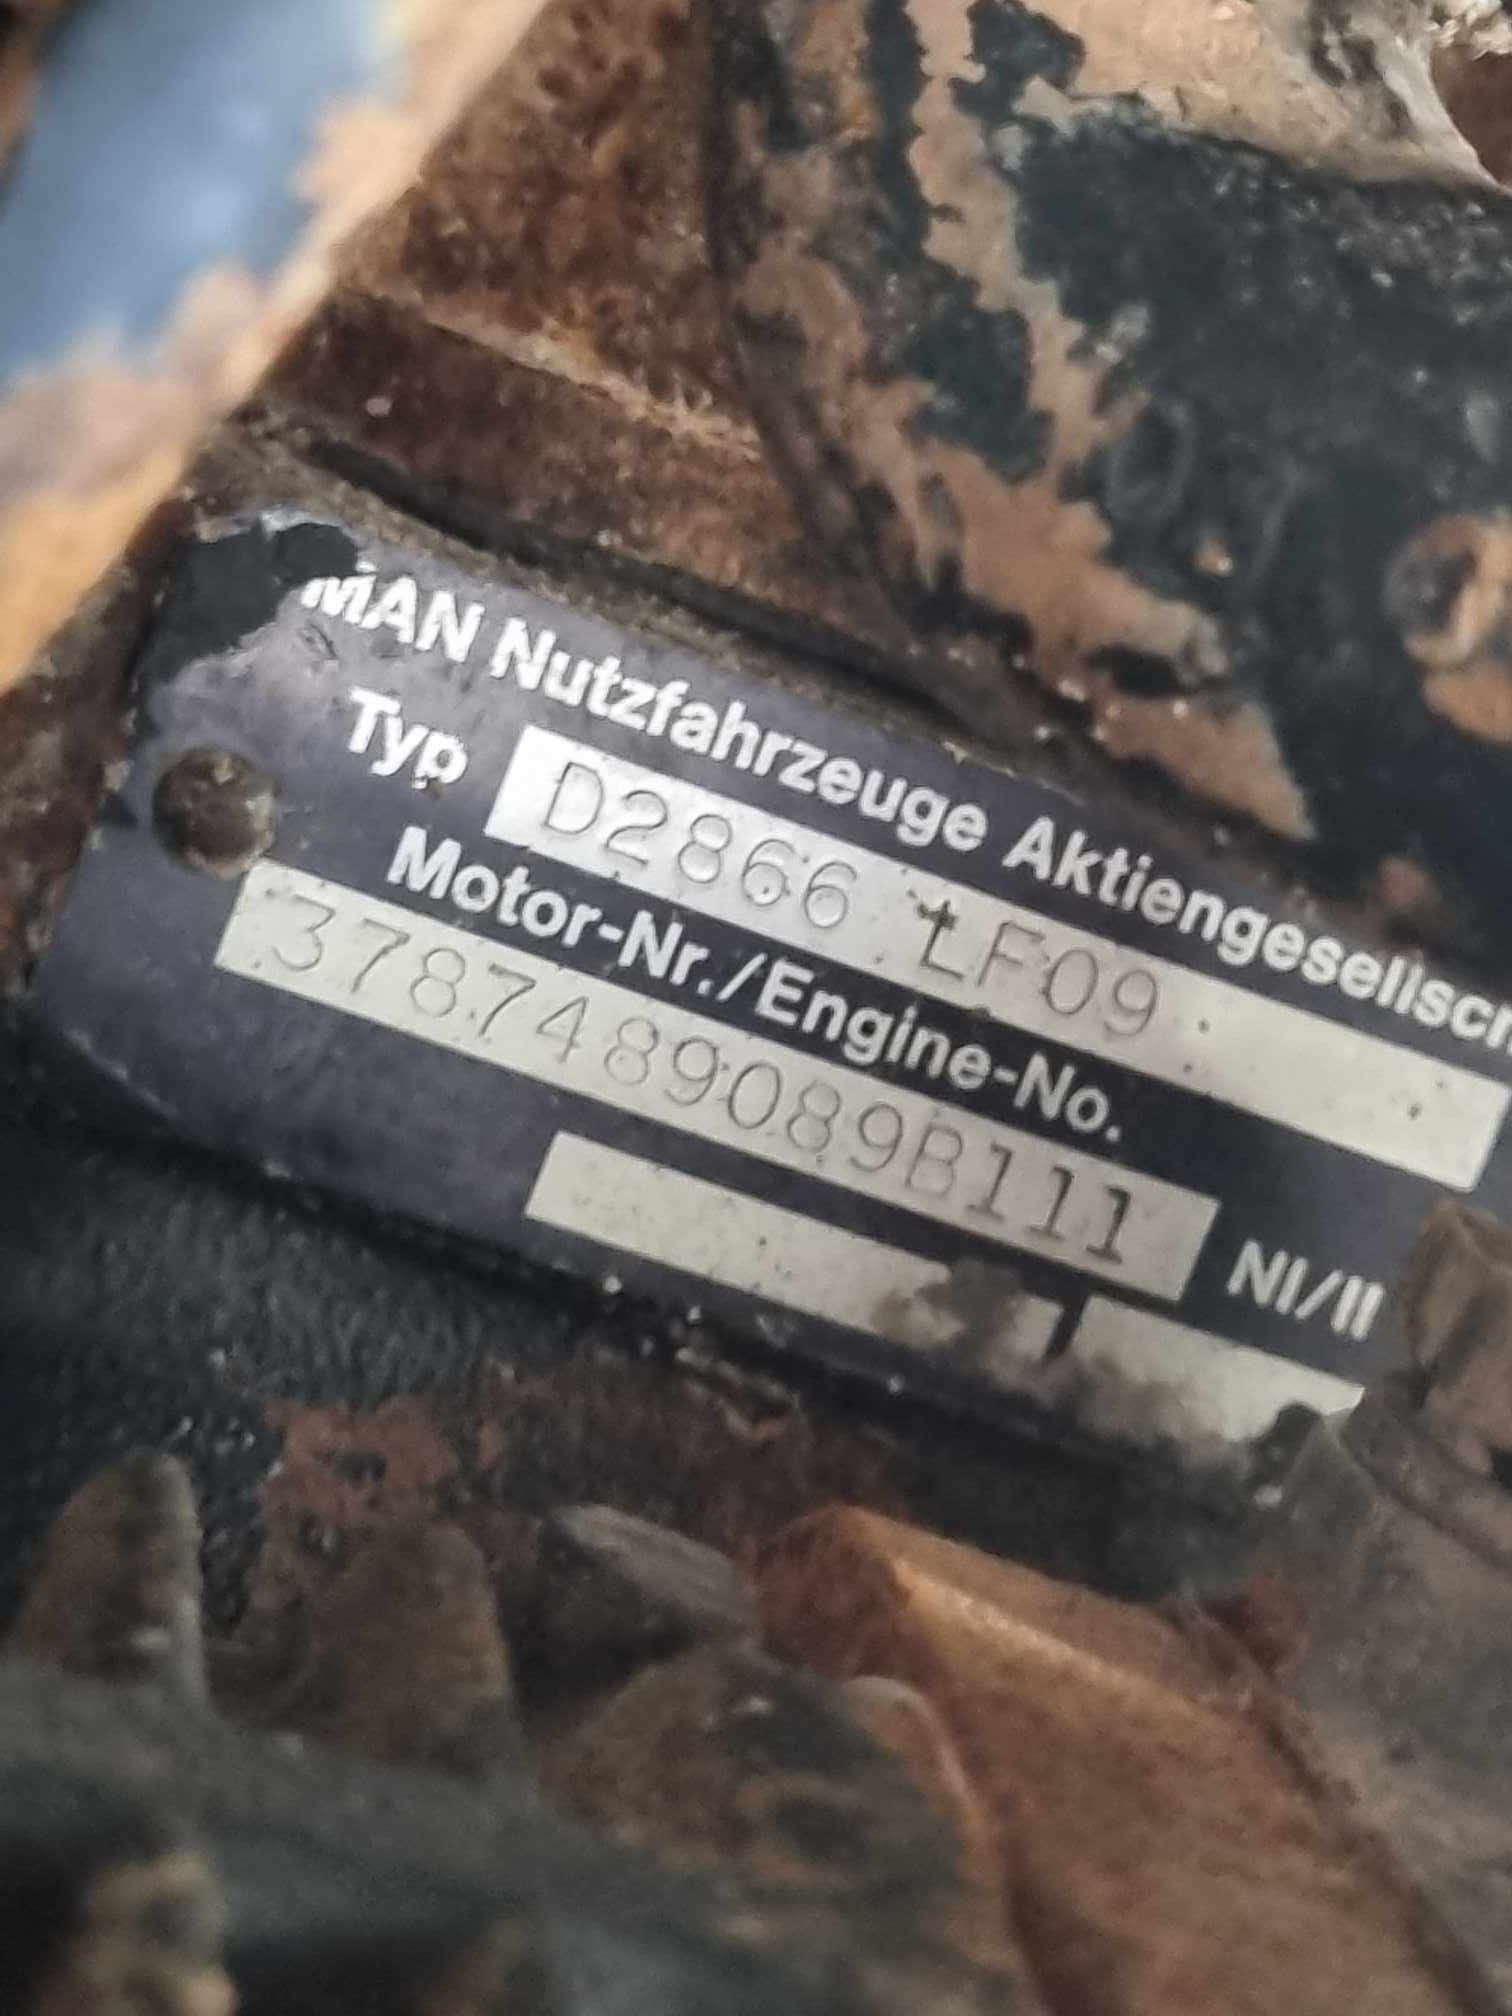 MAN Nutzfahrzeuge Aktiengesellsch
Typ D2866 LF09
Motor-Nr./Engine-No.
3787489089B111 NI/II